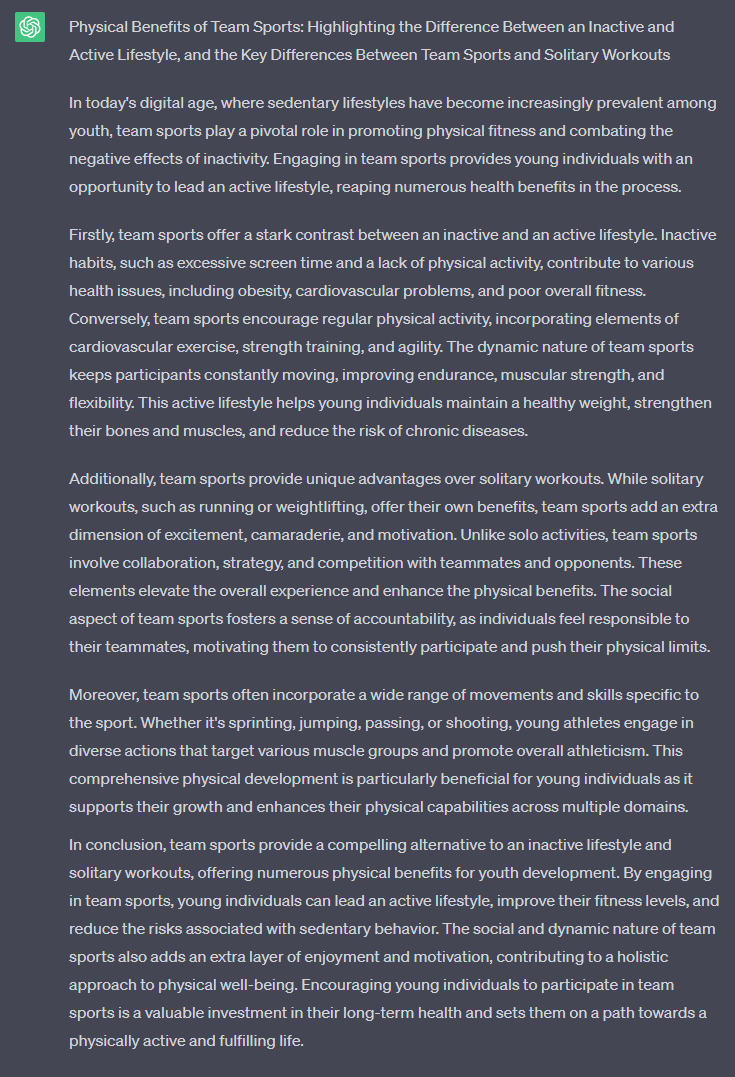 Physical Benefits of Team Sports: Highlighting the Difference Between an Inactive and
Active Lifestyle, and the Key Differences Between Team Sports and Solitary Workouts
In today's digital age, where sedentary lifestyles have become increasingly prevalent among
youth, team sports play a pivotal role in promoting physical fitness and combating the
negative effects of inactivity. Engaging in team sports provides young individuals with an
opportunity to lead an active lifestyle, reaping numerous health benefits in the process.
Firstly, team sports offer a stark contrast between an inactive and an active lifestyle. Inactive
habits, such as excessive screen time and a lack of physical activity, contribute to various
health issues, including obesity, cardiovascular problems, and poor overall fitness.
Conversely, team sports encourage regular physical activity, incorporating elements of
cardiovascular exercise, strength training, and agility. The dynamic nature of team sports
keeps participants constantly moving, improving endurance, muscular strength, and
flexibility. This active lifestyle helps young individuals maintain a healthy weight, strengthen
their bones and muscles, and reduce the risk of chronic diseases.
Additionally, team sports provide unique advantages over solitary workouts. While solitary
workouts, such as running or weightlifting, offer their own benefits, team sports add an extra
dimension of excitement, camaraderie, and motivation. Unlike solo activities, team sports
involve collaboration, strategy, and competition with teammates and opponents. These
elements elevate the overall experience and enhance the physical benefits. The social
aspect of team sports fosters a sense of accountability, as individuals feel responsible to
their teammates, motivating them to consistently participate and push their physical limits.
Moreover, team sports often incorporate a wide range of movements and skills specific to
the sport. Whether it's sprinting, jumping, passing, or shooting, young athletes engage in
diverse actions that target various muscle groups and promote overall athleticism. This
comprehensive physical development is particularly beneficial for young individuals as it
supports their growth and enhances their physical capabilities across multiple domains.
In conclusion, team sports provide a compelling alternative to an inactive lifestyle and
solitary workouts, offering numerous physical benefits for youth development. By engaging
in team sports, young individuals can lead an active lifestyle, improve their fitness levels, and
reduce the risks associated with sedentary behavior. The social and dynamic nature of team
sports also adds an extra layer of enjoyment and motivation, contributing to a holistic
approach to physical well-being. Encouraging young individuals to participate in team
sports is a valuable investment in their long-term health and sets them on a path towards a
physically active and fulfilling life.